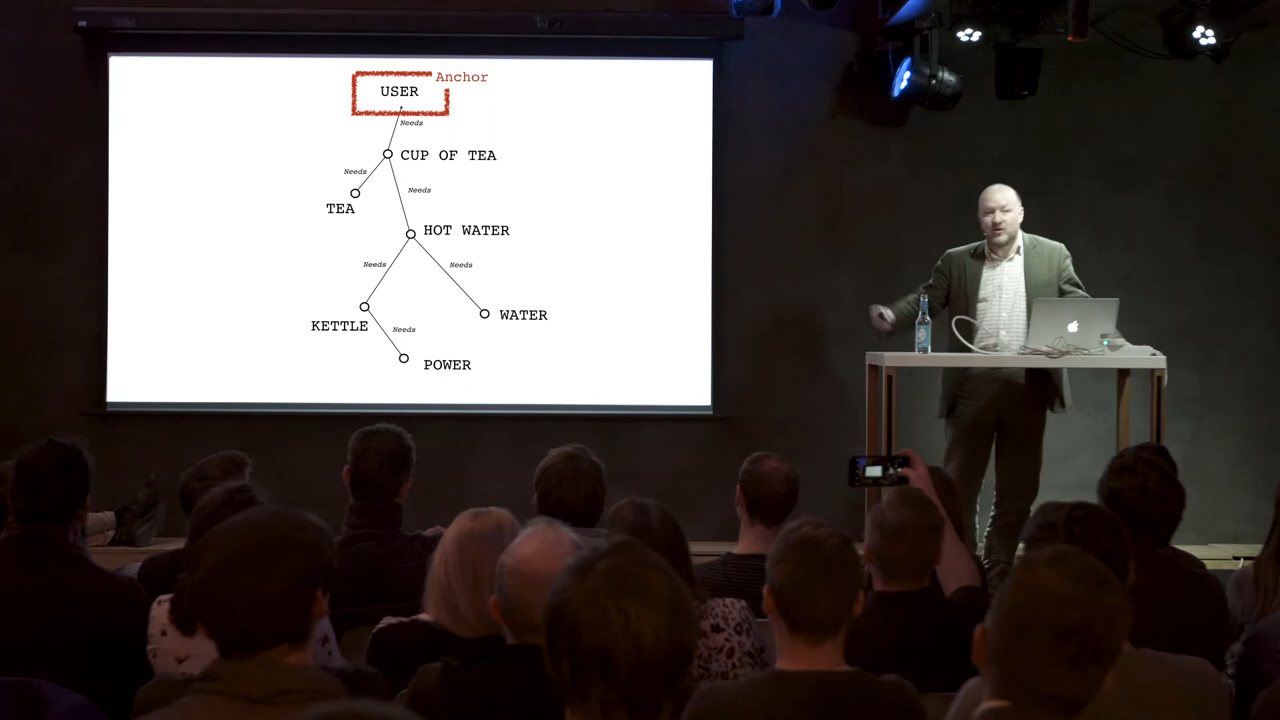 Anchor
USER
Needs
CUP OF TEA
Needs
Needs
TEA
HOT WATER
Needs
Needs
WATER
KETTLE
Needs
POWER